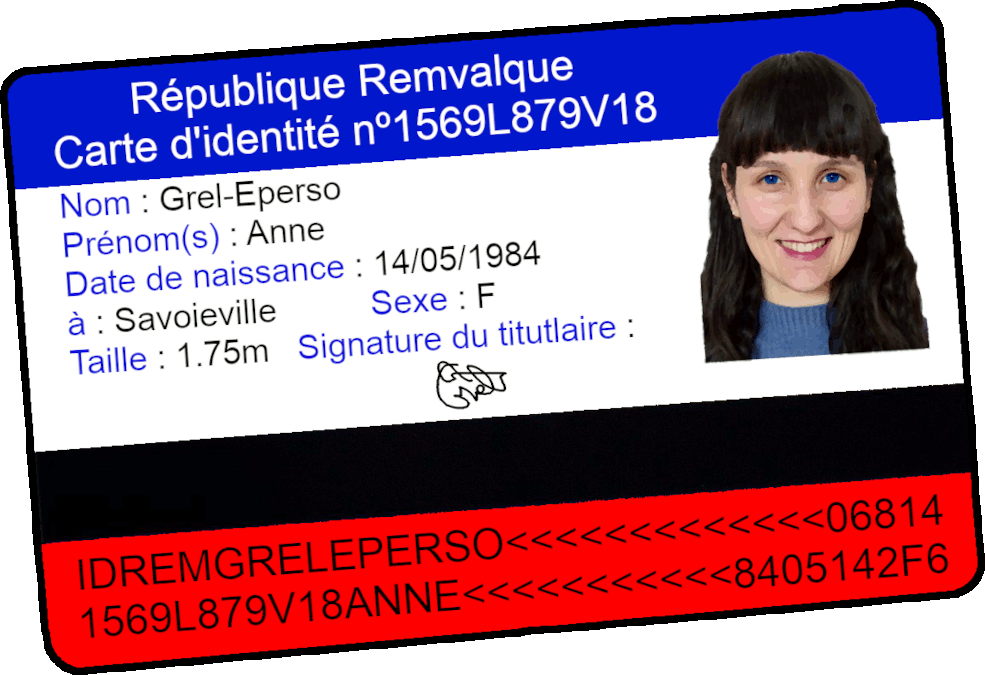 République Remvalque
Carte d'identité nº1569L879V18
Nom : Grel-Eperso
Prénom(s) : Anne
Date de naissance : 14/05/1984
à : Savoieville Sexe : F
Taille : 1.75m Signature du titutlaire :
IDREMGRELEPERSO<<<<<<<<<<<<<06814
1569L879V18ANNE<<<<<<<<<<<8405142F6